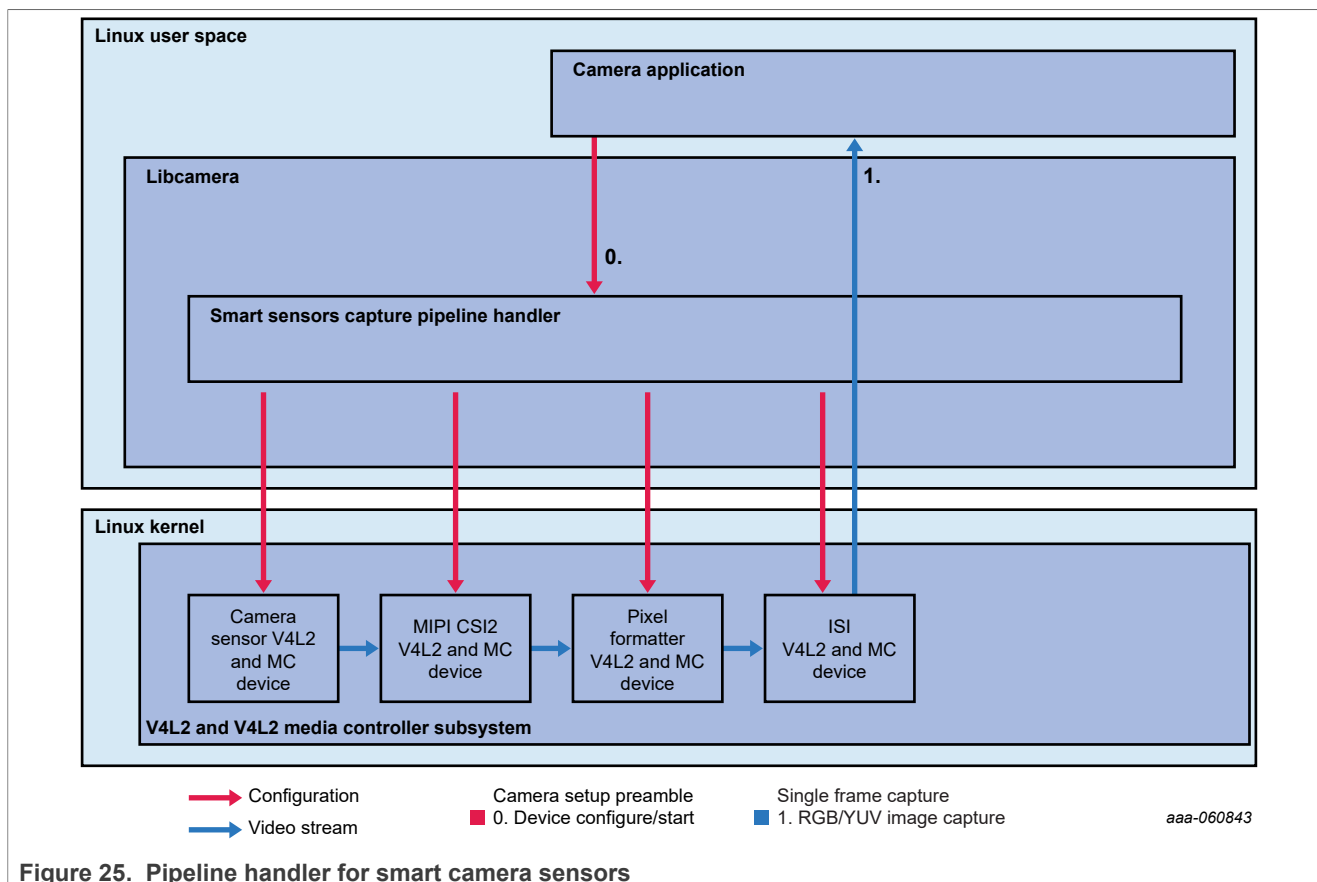 Linux user space
Camera application
Libcamera
1.
0.
Smart sensors capture pipeline handler
Linux kernel
Camera
sensor V4L2
and MC
device
MIPI CSI2
V4L2 and MC
device
Pixel
formatter
V4L2 and MC
device
ISI
V4L2 and MC
device
V4L2 and V4L2 media controller subsystem
Configuration
Video stream
Camera setup preamble
0. Device configure/start
Single frame capture
1. RGB/YUV image capture
aaa-060843
Figure 25. Pipeline handler for smart camera sensors